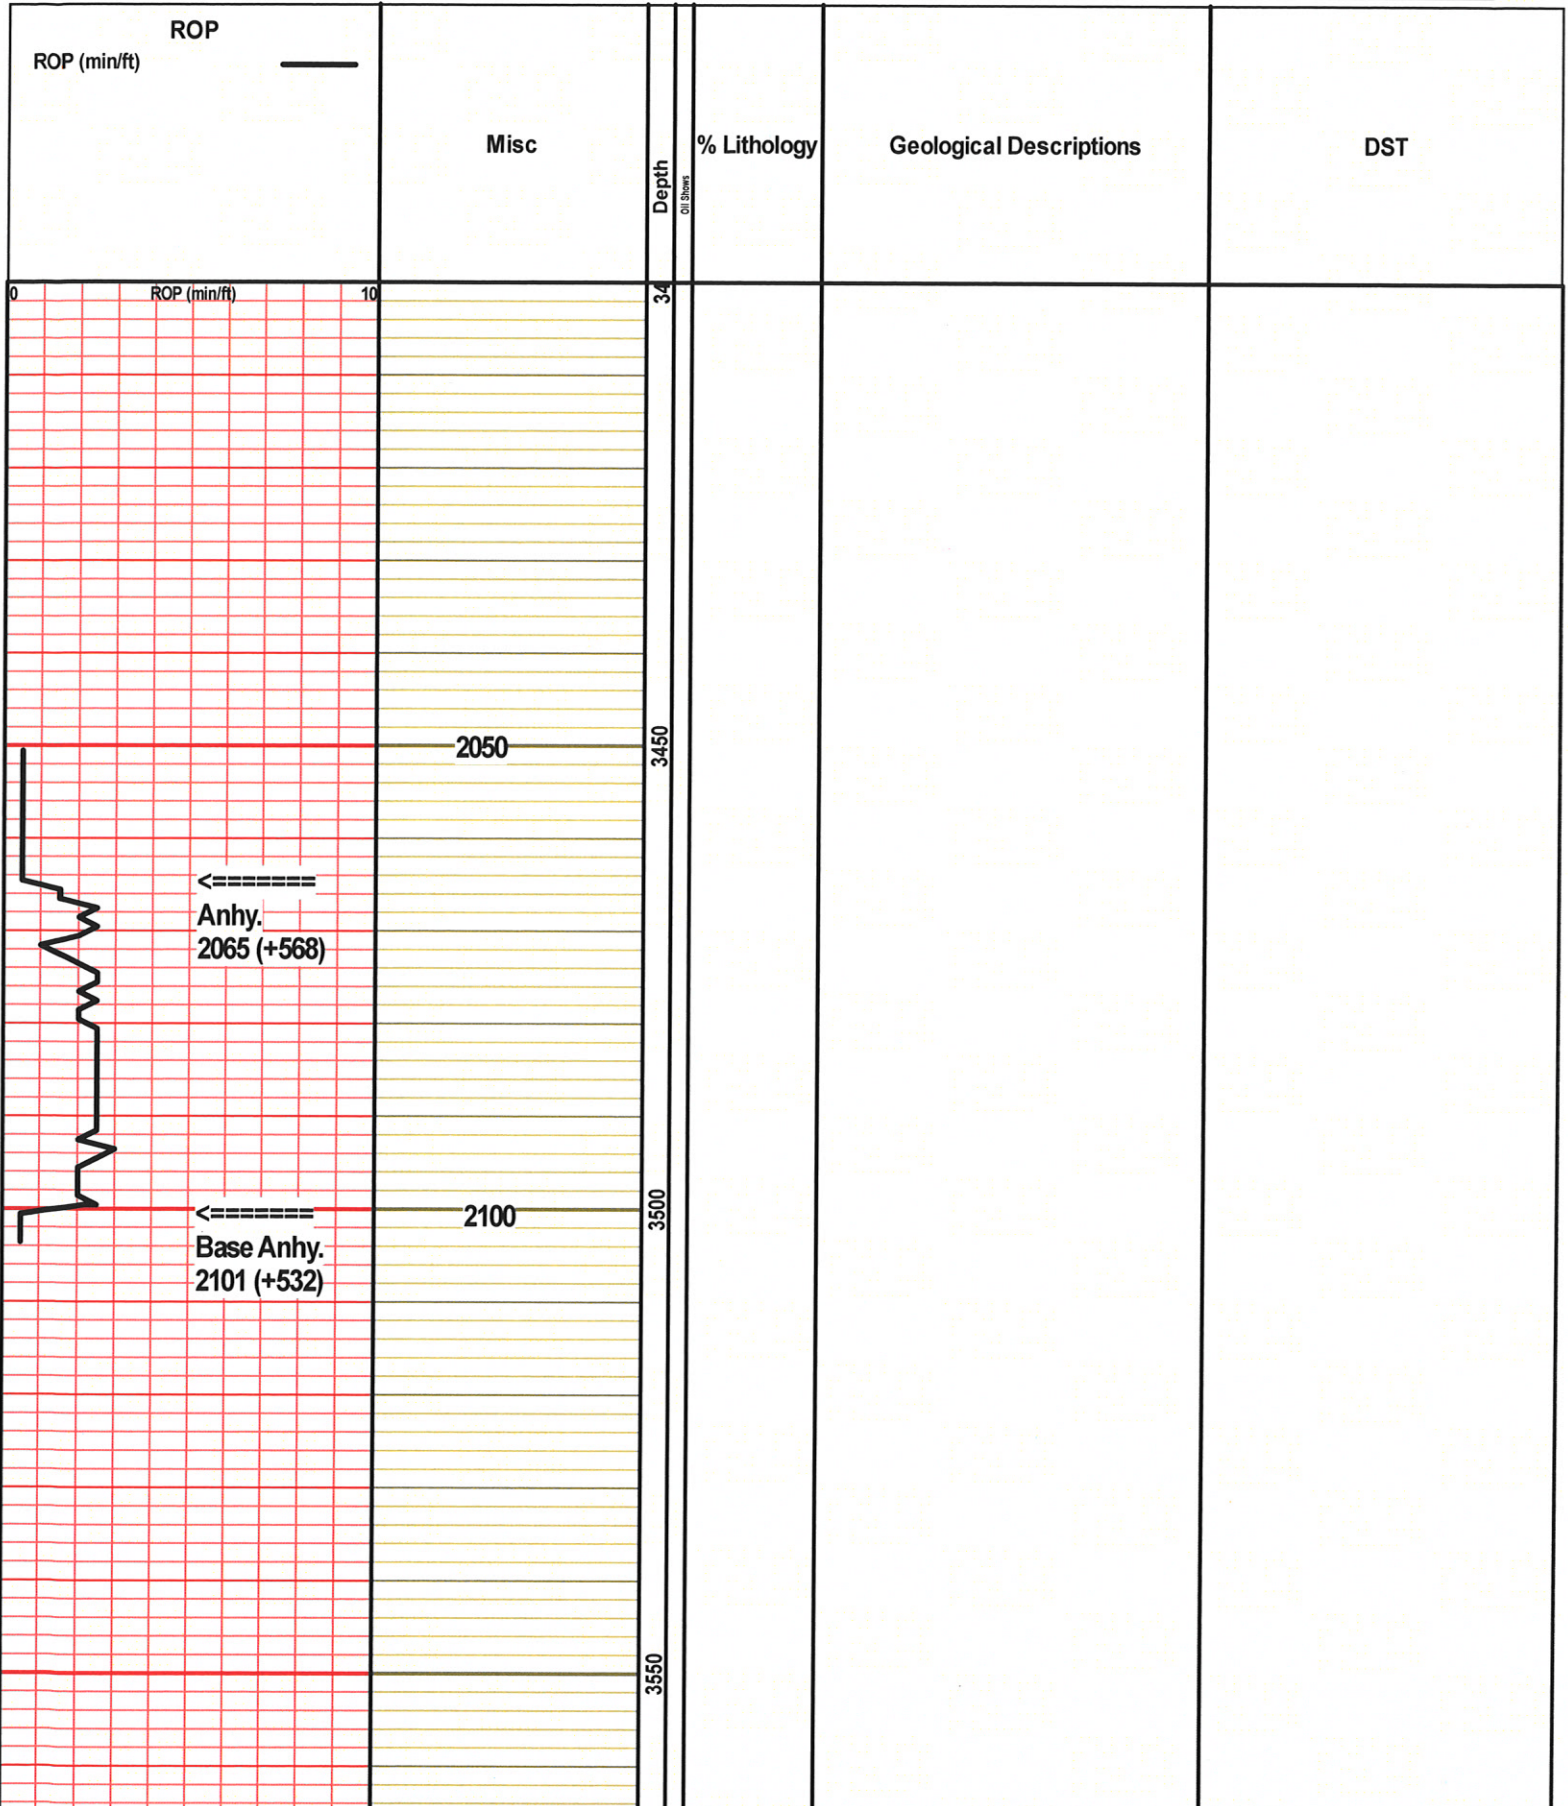 ROP
ROP (min/ft)
Misc
Depth
Oil Shows
% Lithology
Geological Descriptions
DST
0 ROP (min/ft) 10
34
2050
3450
<=======
Anhy.
2065 (+568)
2100
3500
<=======
Base Anhy.
2101 (+532)
3550